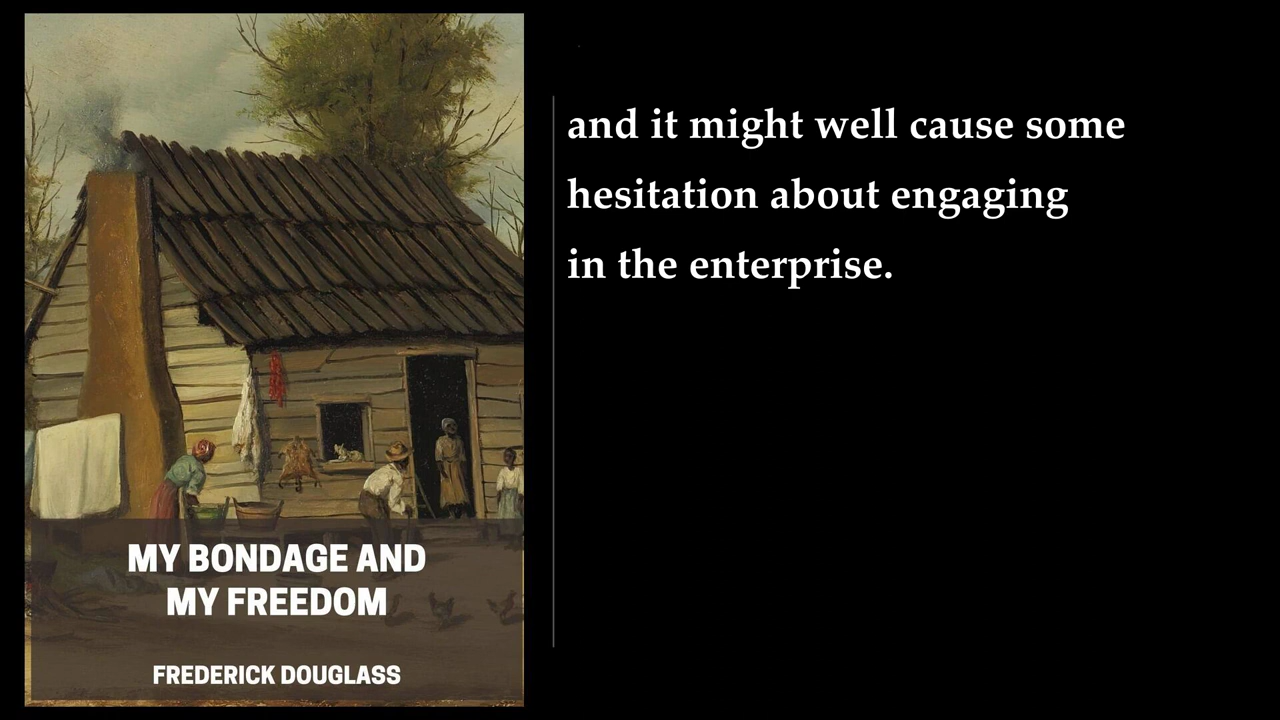 and it might well cause some
hesitation about engaging
in the enterprise.
MY BONDAGE AND
MY FREEDOM
FREDERICK DOUGLASS